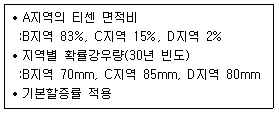 • A지역의 티센 면적비
:B지역 83%, C지역 15%, D지역 2%
• 지역별 확률강우량(30년 빈도)
:B지역 70mm, C지역 85mm, D지역 80mm
• 기본할증률 적용